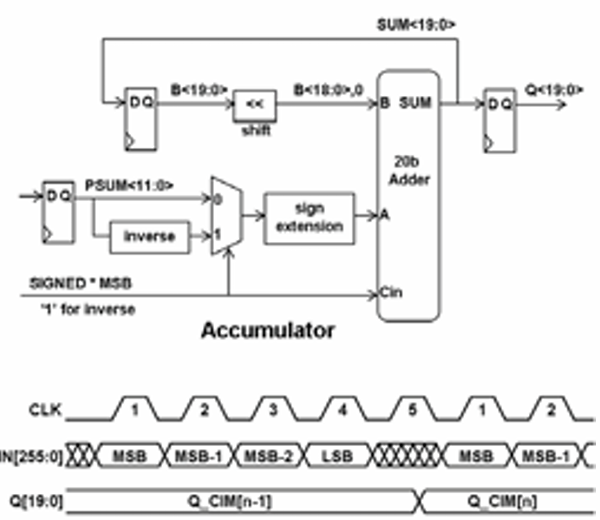 SUM<19:0>
D Q
B<19:0>
<<
shift
B<18:0>,0
B SUM
D Q
Q<19:0>
20b
Adder
D Q
PSUM<11:0>
0
inverse
1
sign
extension
A
SIGNED * MSB
Cin
'1' for inverse
Accumulator
CLK 1 2 3 4 5 1 2
IN[255:0] MSB MSB-1 MSB-2 LSB MSB MSB-1
Q[19:0] Q_CIM[n-1] Q_CIM[n]